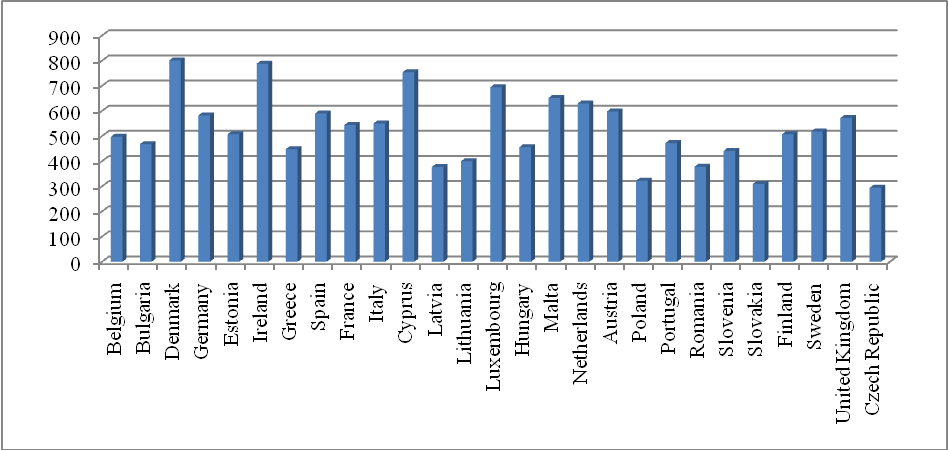 900
800
700
600
500
400
300
200
100
0
Belgium
Bulgaria
Denmark
Germany
Estonia
Ireland
Greece
Spain
France
Italy
Cyprus
Latvia
Lithuania
Luxembourg
Hungary
Malta
Netherlands
Austria
Poland
Portugal
Romania
Slovenia
Slovakia
Finland
Sweden
United Kingdom
Czech Republic